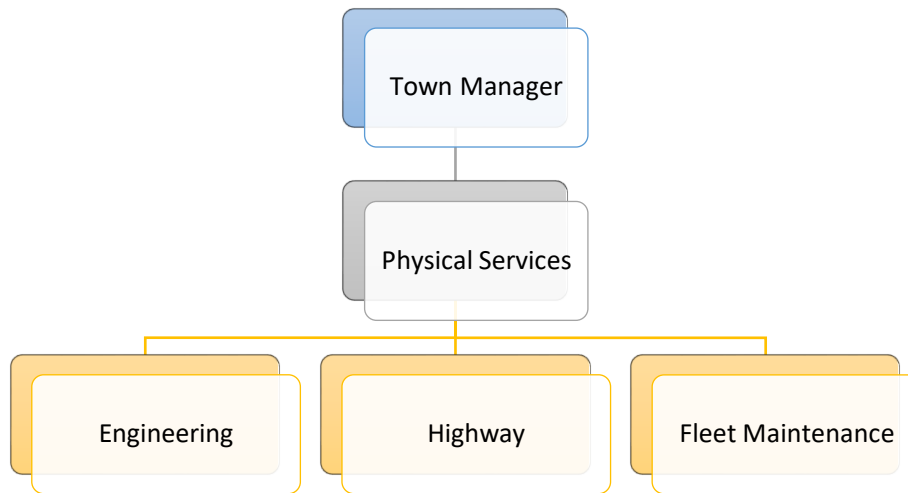 Town Manager
Physical Services
Engineering
Highway
Fleet Maintenance